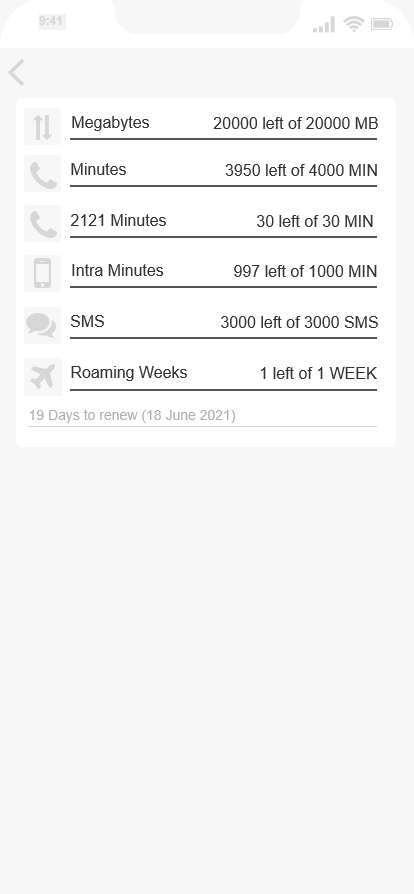 9:41
Megabytes 20000 left of 20000 MB
Minutes 3950 left of 4000 MIN
2121 Minutes 30 left of 30 MIN
Intra Minutes 997 left of 1000 MIN
SMS 3000 left of 3000 SMS
Roaming Weeks 1 left of 1 WEEK
19 Days to renew (18 June 2021)